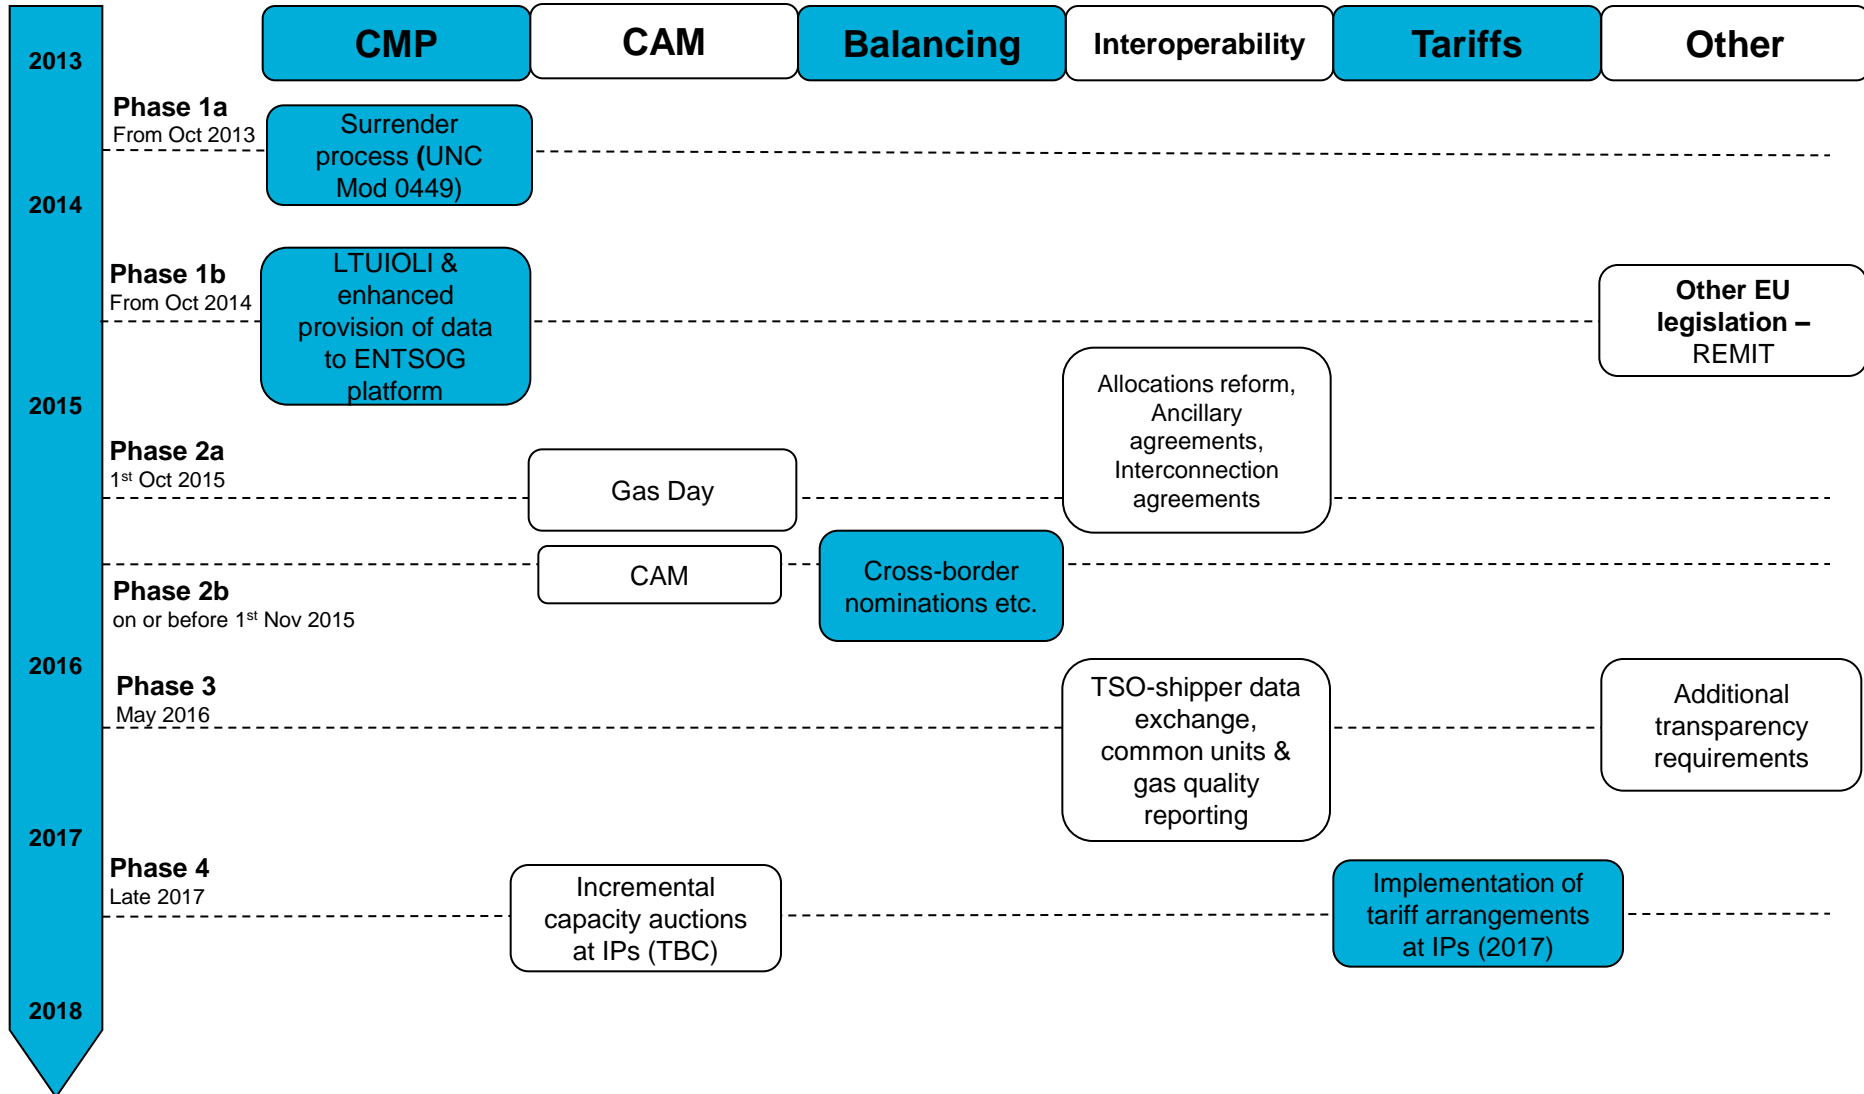 CMP
CAM
Balancing
Interoperability
Tariffs
Other
2013
Phase 1a
From Oct 2013
Surrender
process (UNC
Mod 0449)
2014
Phase 1b
From Oct 2014
LTUIOLI &
enhanced
provision of data
to ENTSOG
platform
Other EU
legislation –
REMIT
2015
Allocations reform,
Ancillary
agreements,
Interconnection
agreements
Phase 2a
1st Oct 2015
Gas Day
Phase 2b
on or before 1st Nov 2015
CAM
Cross-border
nominations etc.
2016
Phase 3
May 2016
TSO-shipper data
exchange,
common units &
gas quality
reporting
Additional
transparency
requirements
2017
Phase 4
Late 2017
Incremental
capacity auctions
at IPs (TBC)
Implementation of
tariff arrangements
at IPs (2017)
2018